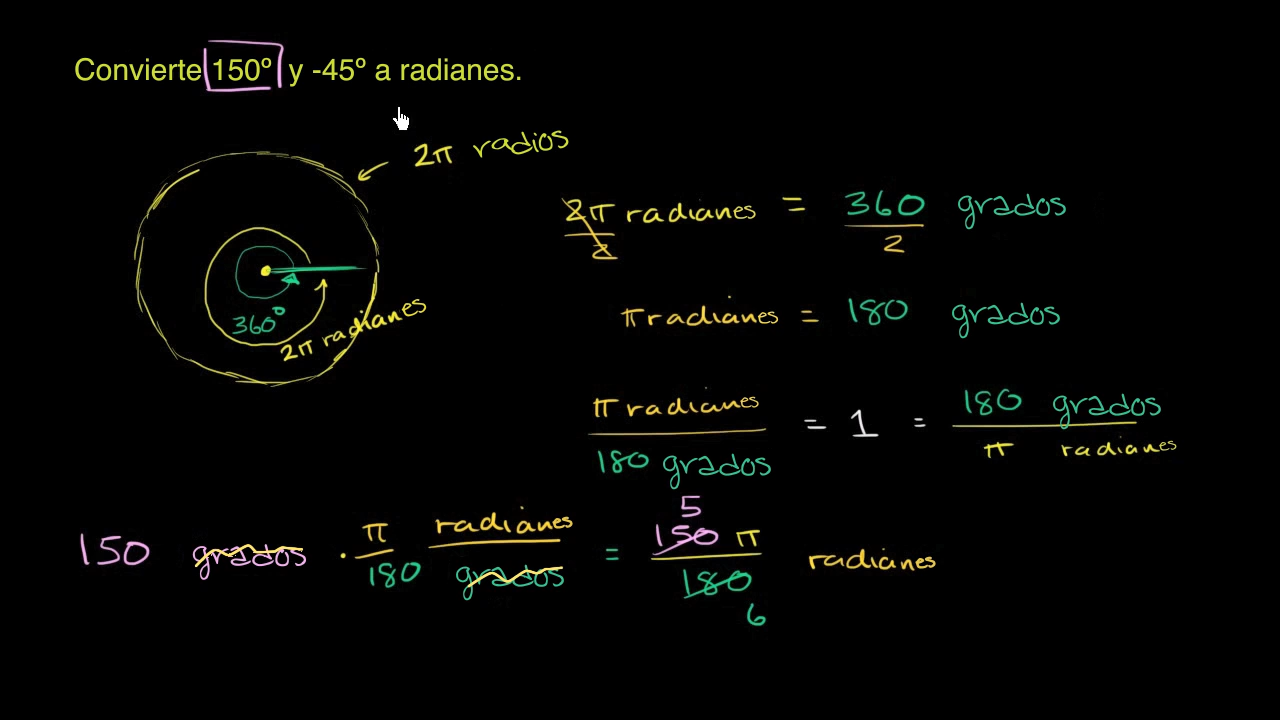 Convierte 150º y -45º a radianes.
2π radios
360°
2π radianes
2π radianes = 360 grados
2 2
π radianes = 180 grados
π radianes = 1 = 180 grados
180 grados π radianes
150 grados · π radianes = 150 π radianes
180 grados 180
5
6